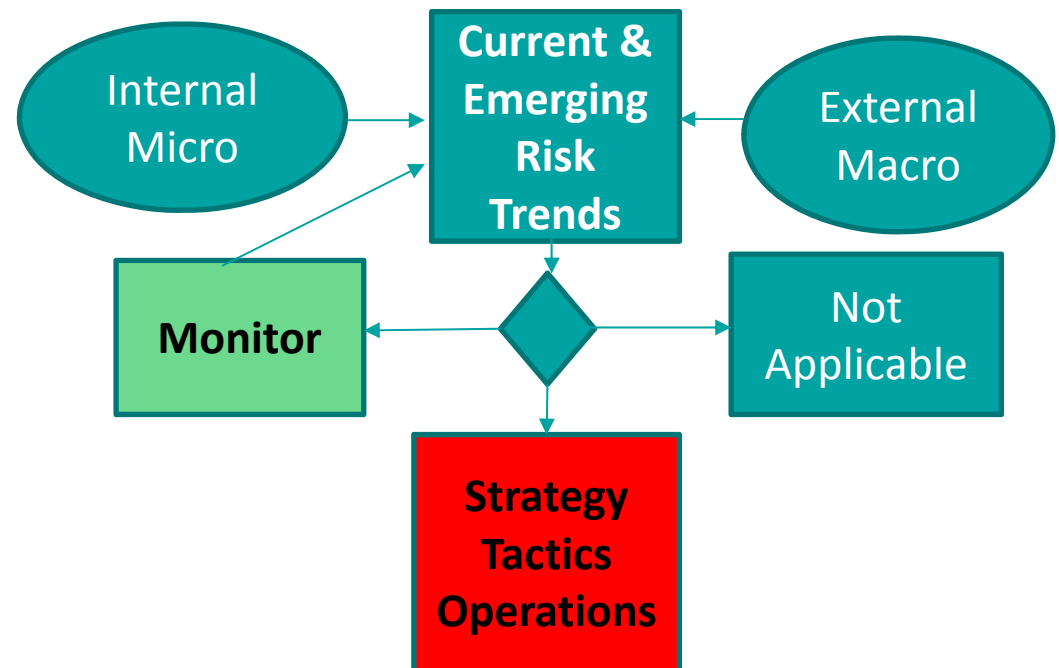 Internal
Micro
Current &
Emerging
Risk
Trends
External
Macro
Monitor
Not
Applicable
Strategy
Tactics
Operations